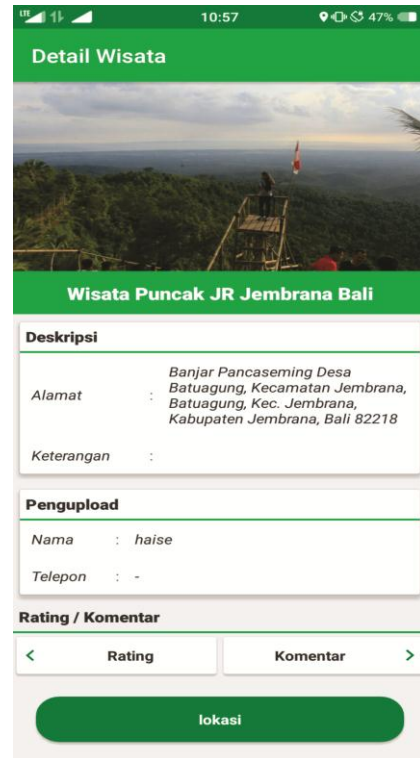 LTE 10:57 47%
Detail Wisata
Wisata Puncak JR Jembrana Bali
Deskripsi
Alamat : Banjar Pancaseming Desa
Batuagung, Kecamatan Jembrana,
Batuagung, Kec. Jembrana,
Kabupaten Jembrana, Bali 82218
Keterangan :
Pengupload
Nama : haise
Telepon : -
Rating / Komentar
< Rating Komentar >
lokasi